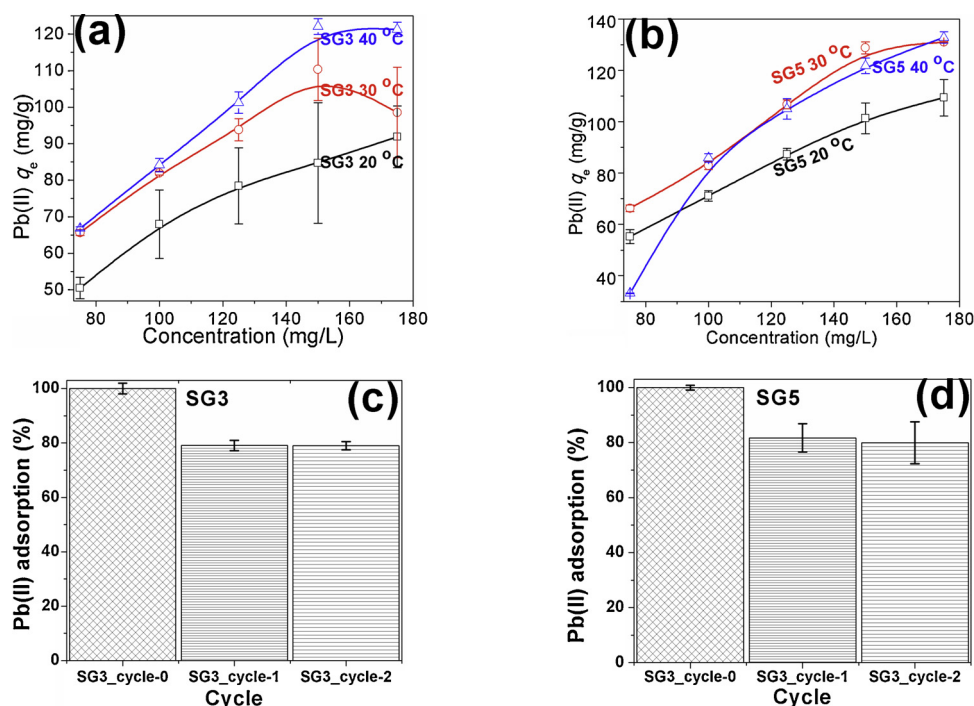 (a)
SG3 40 °C
SG3 30 °C
SG3 20 °C
Pb(II) qe (mg/g)
120
110
100
90
80
70
60
50
80 100 120 140 160 180
Concentration (mg/L)
(b)
SG5 30 °C
SG5 40 °C
SG5 20 °C
Pb(II) qe (mg/g)
140
120
100
80
60
40
80 100 120 140 160 180
Concentration (mg/L)
(c)
SG3
Pb(II) adsorption (%)
100
80
60
40
20
0
SG3_cycle-0 SG3_cycle-1 SG3_cycle-2
Cycle
(d)
SG5
Pb(II) adsorption (%)
100
80
60
40
20
0
SG3_cycle-0 SG3_cycle-1 SG3_cycle-2
Cycle